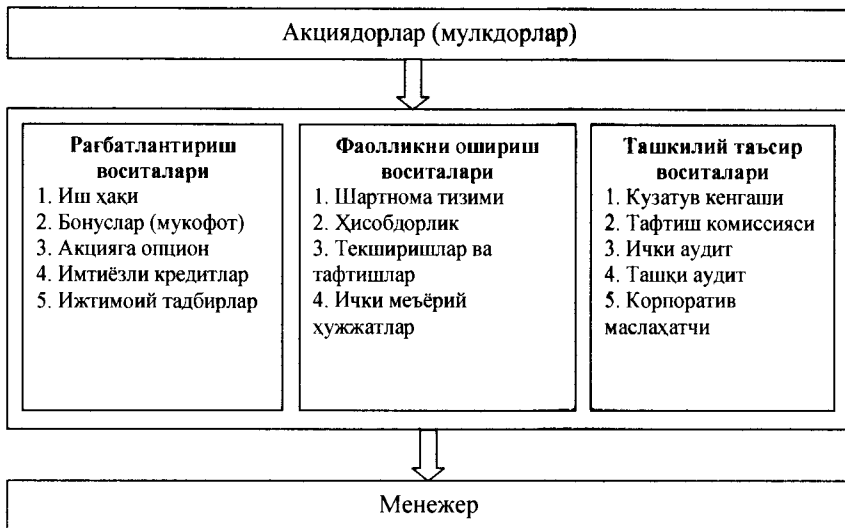 Акциядорлар (мулкдорлар)
Рағбатлантириш
воситалари
1. Иш ҳақи
2. Бонуслар (мукофот)
3. Акцияга опцион
4. Имтиёзли кредитлар
5. Ижтимоий тадбирлар
Фаолликни ошириш
воситалари
1. Шартнома тизими
2. Ҳисобдорлик
3. Текширишлар ва
тафтишлар
4. Ички меъёрий
ҳужжатлар
Ташкилий таъсир
воситалари
1. Кузатув кенгаши
2. Тафтиш комиссияси
3. Ички аудит
4. Ташқи аудит
5. Корпоратив
маслаҳатчи
Менежер